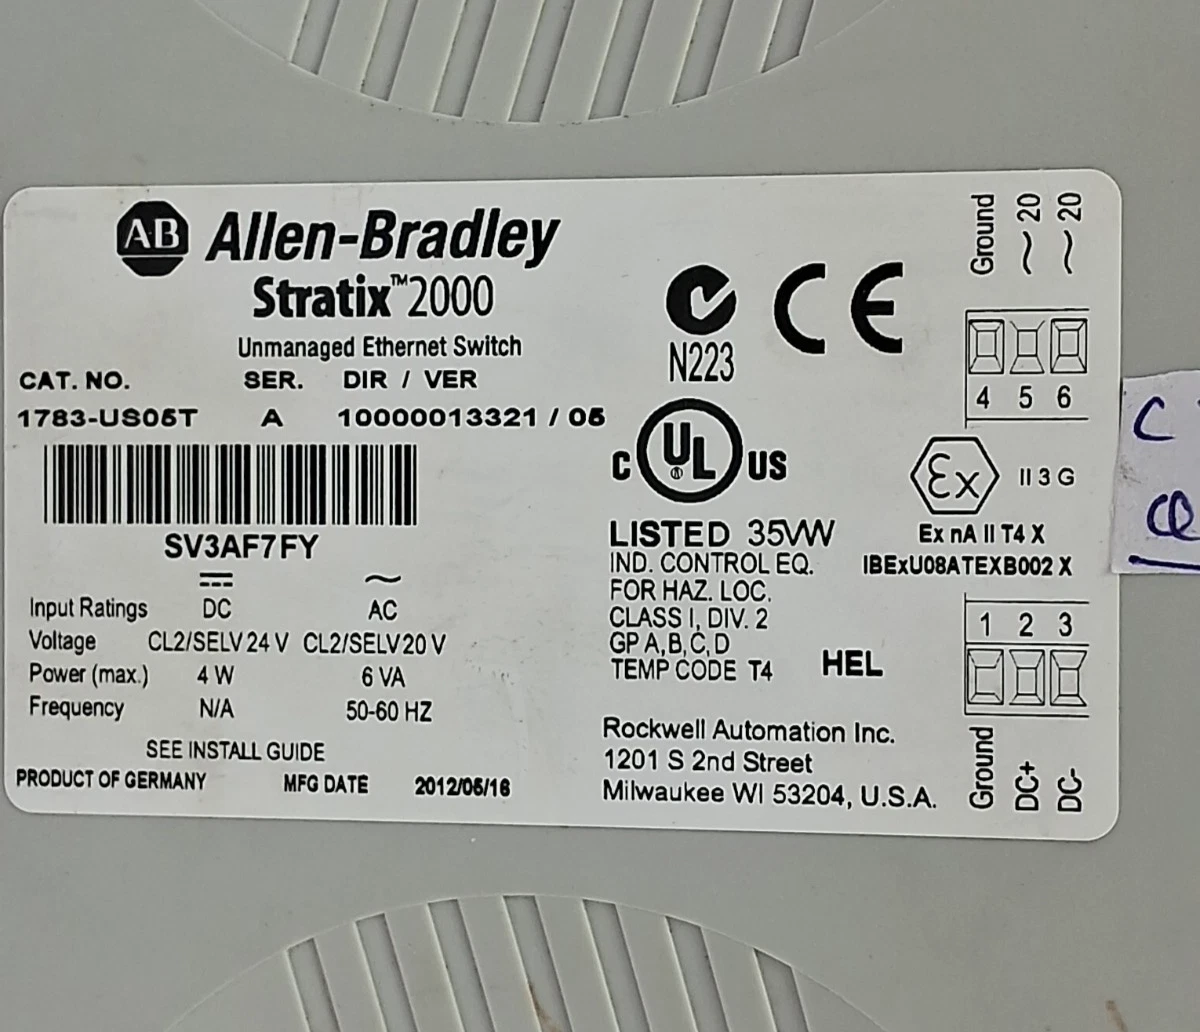 AB Allen-Bradley
Stratix™2000
Unmanaged Ethernet Switch
CAT. NO. SER. DIR / VER
1783-US05T A 10000013321 / 05
SV3AF7FY
Input Ratings DC AC
Voltage CL2/SELV 24 V CL2/SELV 20 V
Power (max.) 4 W 6 VA
Frequency N/A 50-60 HZ
SEE INSTALL GUIDE
PRODUCT OF GERMANY MFG DATE 2012/05/16
N223
CE
C UL® US
LISTED 35VW
IND. CONTROL EQ.
FOR HAZ. LOC.
CLASS I, DIV. 2
GP A, B, C, D
TEMP CODE T4 HEL
Rockwell Automation Inc.
1201 S 2nd Street
Milwaukee WI 53204, U.S.A.
Ground
~ 20
~ 20
4 5 6
Ex II 3 G
Ex nA II T4 X
IBExU08ATEXB002 X
1 2 3
Ground
DC+
DC-